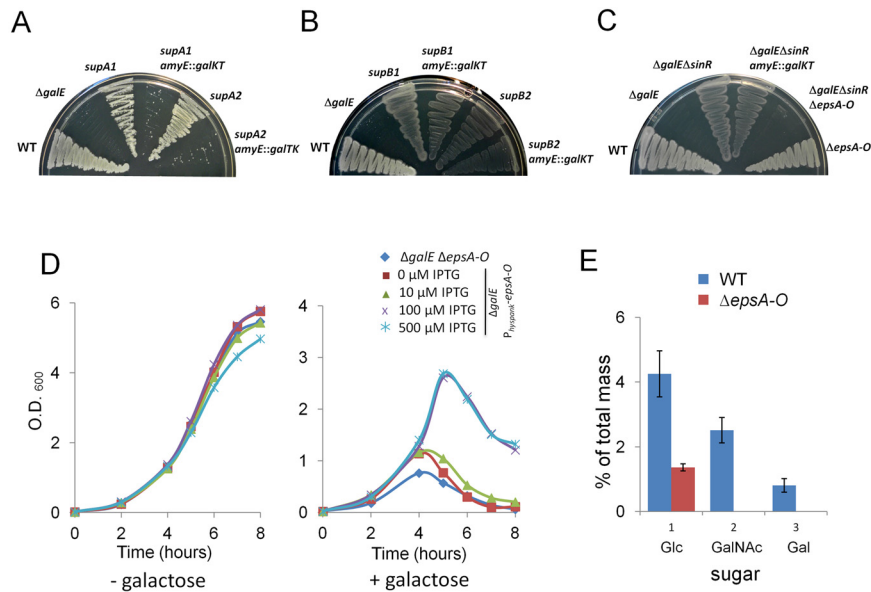 A
WT
ΔgalE
supA1
supA1
amyE::galKT
supA2
supA2
amyE::galTK
B
WT
ΔgalE
supB1
supB1
amyE::galKT
supB2
supB2
amyE::galKT
C
WT
ΔgalE
ΔgalEΔsinR
ΔgalEΔsinR
amyE::galKT
ΔgalEΔsinR
ΔepsA-O
ΔepsA-O
D
O.D. 600
6
4
2
0
0 2 4 6 8
Time (hours)
- galactose
ΔgalE ΔepsA-O
0 µM IPTG
10 µM IPTG
100 µM IPTG
500 µM IPTG
ΔgalE
Physpank-epsA-O
4
3
2
1
0
0 2 4 6 8
Time (hours)
+ galactose
E
WT
ΔepsA-O
% of total mass
6
4
2
0
1 2 3
Glc GalNAc Gal
sugar